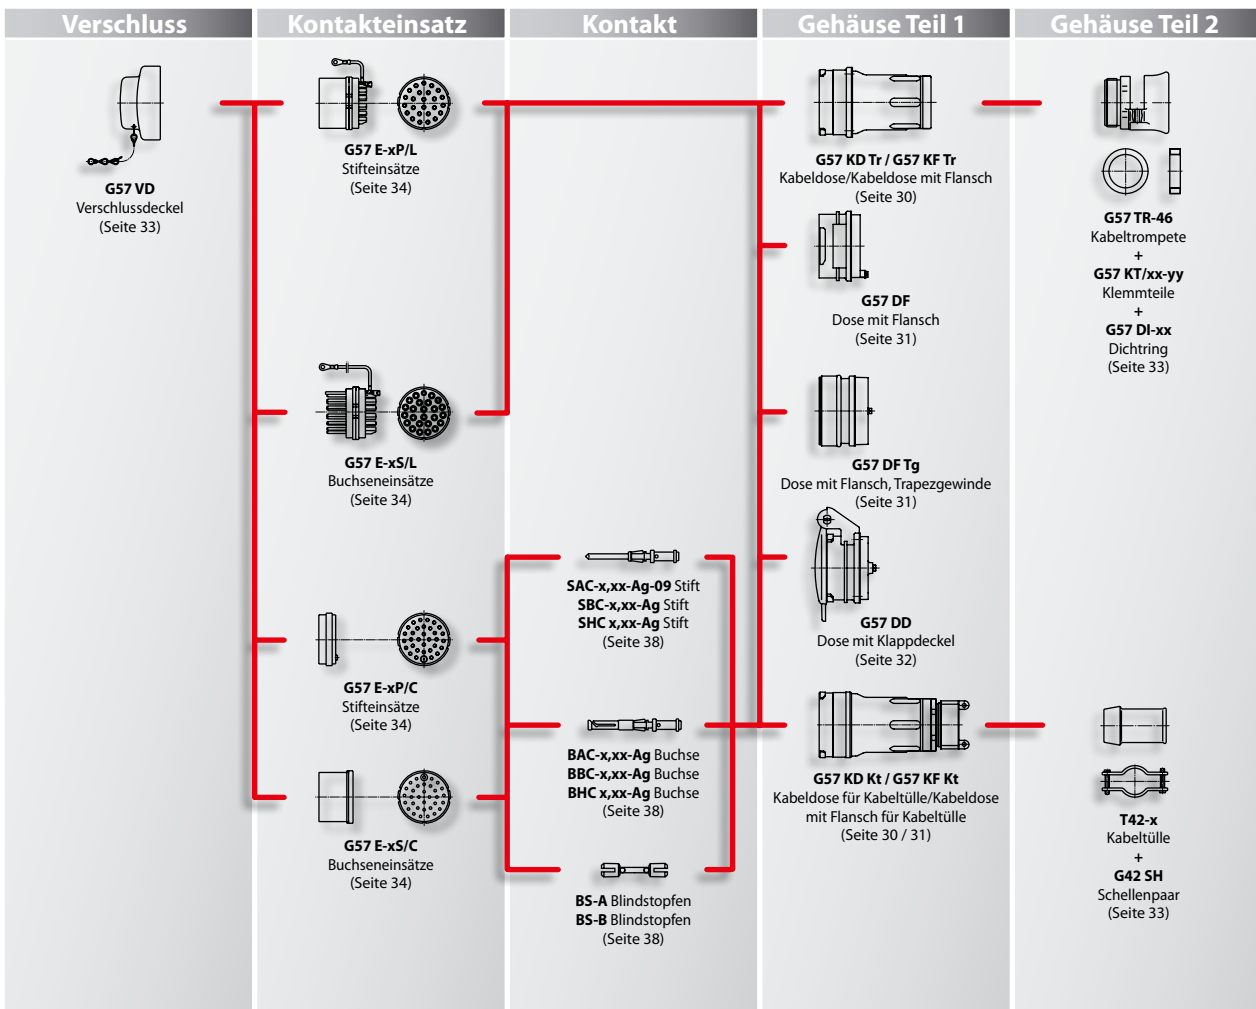 Verschluss
Kontakteinsatz
Kontakt
Gehäuse Teil 1
Gehäuse Teil 2
G57 VD
Verschlussdeckel
(Seite 33)
G57 E-xP/L
Stifteinsätze
(Seite 34)
G57 E-xS/L
Buchseneinsätze
(Seite 34)
G57 E-xP/C
Stifteinsätze
(Seite 34)
G57 E-xS/C
Buchseneinsätze
(Seite 34)
SAC-x,xx-Ag-09 Stift
SBC-x,xx-Ag Stift
SHC x,xx-Ag Stift
(Seite 38)
BAC-x,xx-Ag Buchse
BBC-x,xx-Ag Buchse
BHC x,xx-Ag Buchse
(Seite 38)
BS-A Blindstopfen
BS-B Blindstopfen
(Seite 38)
G57 KD Tr / G57 KF Tr
Kabeldose/Kabeldose mit Flansch
(Seite 30)
G57 DF
Dose mit Flansch
(Seite 31)
G57 DF Tg
Dose mit Flansch, Trapezgewinde
(Seite 31)
G57 DD
Dose mit Klappdeckel
(Seite 32)
G57 KD Kt / G57 KF Kt
Kabeldose für Kabeltülle/Kabeldose
mit Flansch für Kabeltülle
(Seite 30 / 31)
G57 TR-46
Kabeltrompete
+
G57 KT/xx-yy
Klemmteile
+
G57 DI-xx
Dichtring
(Seite 33)
T42-x
Kabeltülle
+
G42 SH
Schellenpaar
(Seite 33)